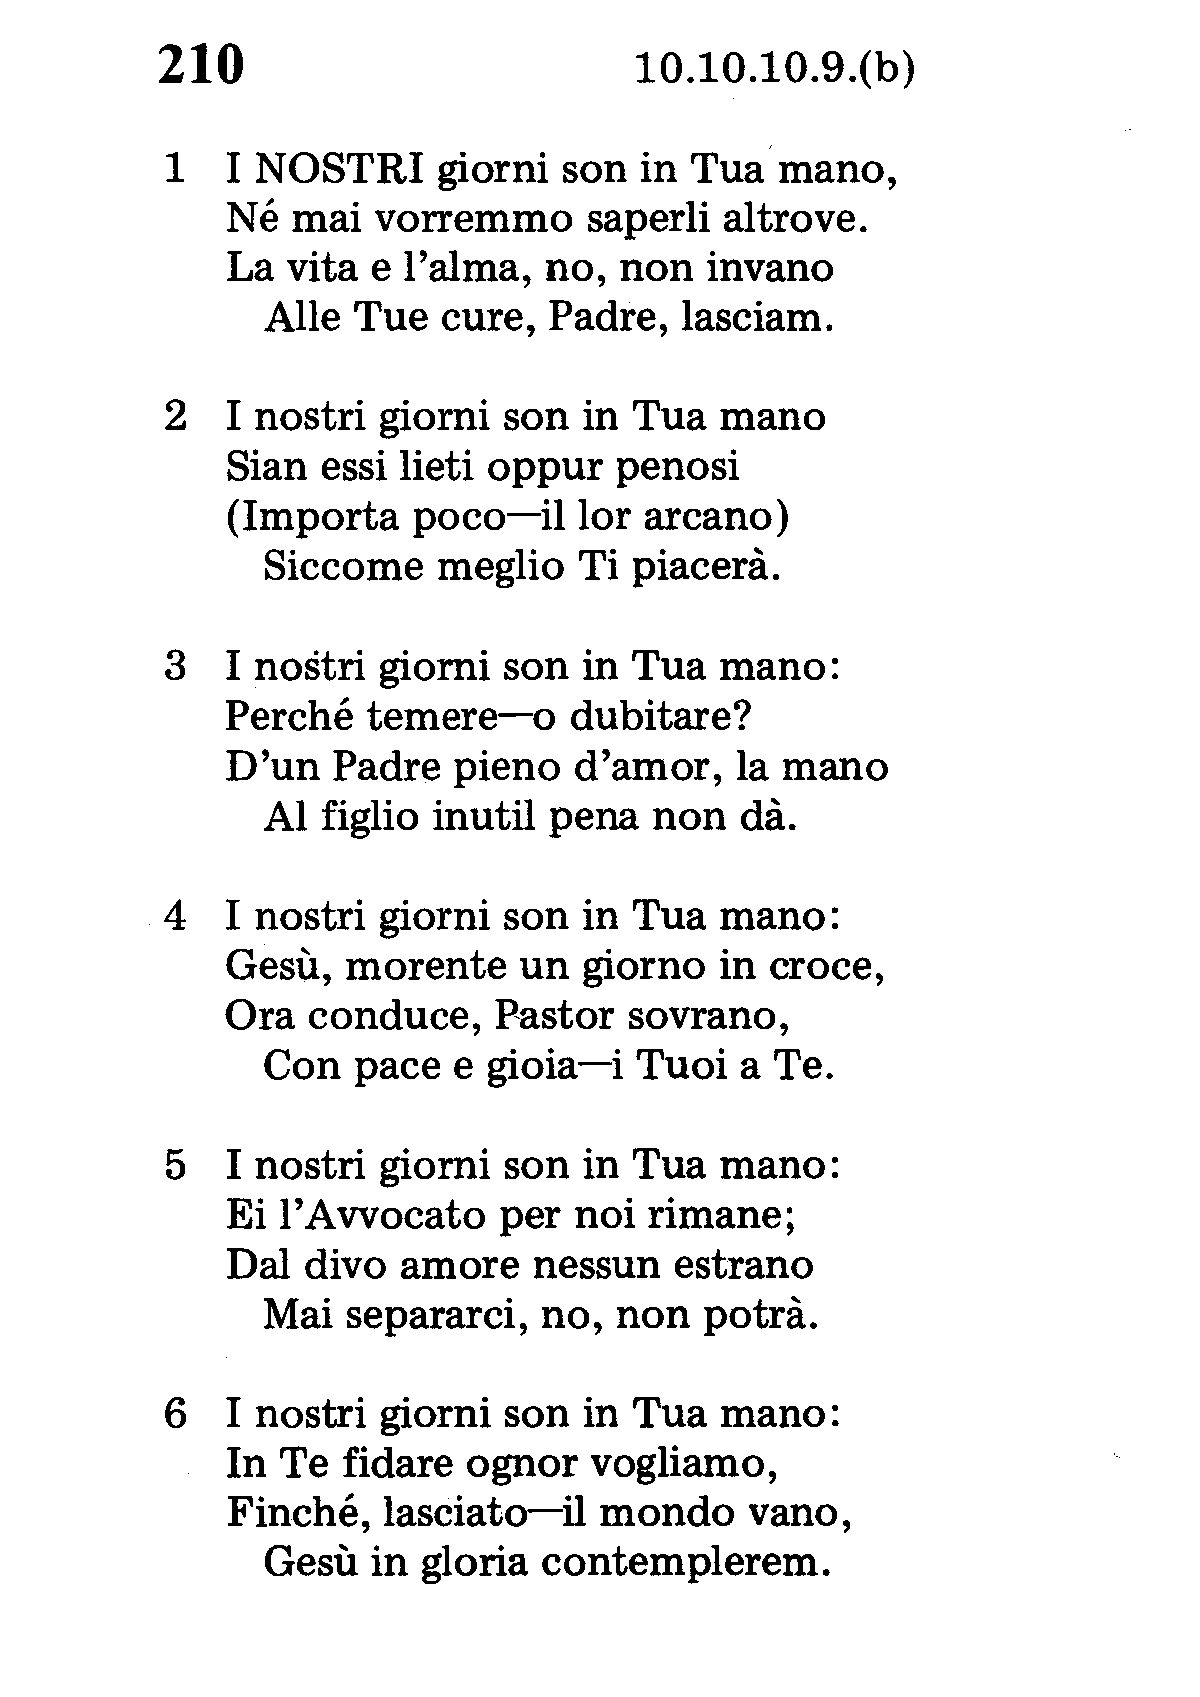 210 10.10.10.9.(b)
1 I NOSTRI giorni son in Tua mano,
Né mai vorremmo saperli altrove.
La vita e l’alma, no, non invano
Alle Tue cure, Padre, lasciam.
2 I nostri giorni son in Tua mano
Sian essi lieti oppur penosi
(Importa poco—il lor arcano)
Siccome meglio Ti piacerà.
3 I nostri giorni son in Tua mano:
Perché temere—o dubitare?
D’un Padre pieno d’amor, la mano
Al figlio inutil pena non dà.
4 I nostri giorni son in Tua mano:
Gesù, morente un giorno in croce,
Ora conduce, Pastor sovrano,
Con pace e gioia—i Tuoi a Te.
5 I nostri giorni son in Tua mano:
Ei l’Avvocato per noi rimane;
Dal divo amore nessun estrano
Mai separarci, no, non potrà.
6 I nostri giorni son in Tua mano:
In Te fidare ognor vogliamo,
Finché, lasciato—il mondo vano,
Gesù in gloria contemplerem.